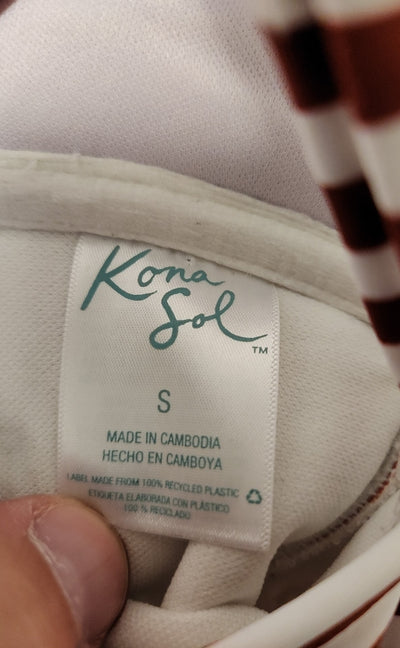 Kona
Sol
TM
S
MADE IN CAMBODIA
HECHO EN CAMBOYA
LABEL MADE FROM 100% RECYCLED PLASTIC
ETIQUETA ELABORADA CON PLÁSTICO
100 % RECICLADO